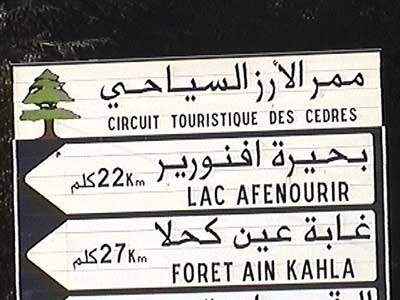 ممر الأرز السياحي
CIRCUIT TOURISTIQUE DES CEDRES
بحيرة افنورير
22Km كلم
LAC AFENOURIR
غابة عين كحلا
27Km كلم
FORET AIN KAHLA